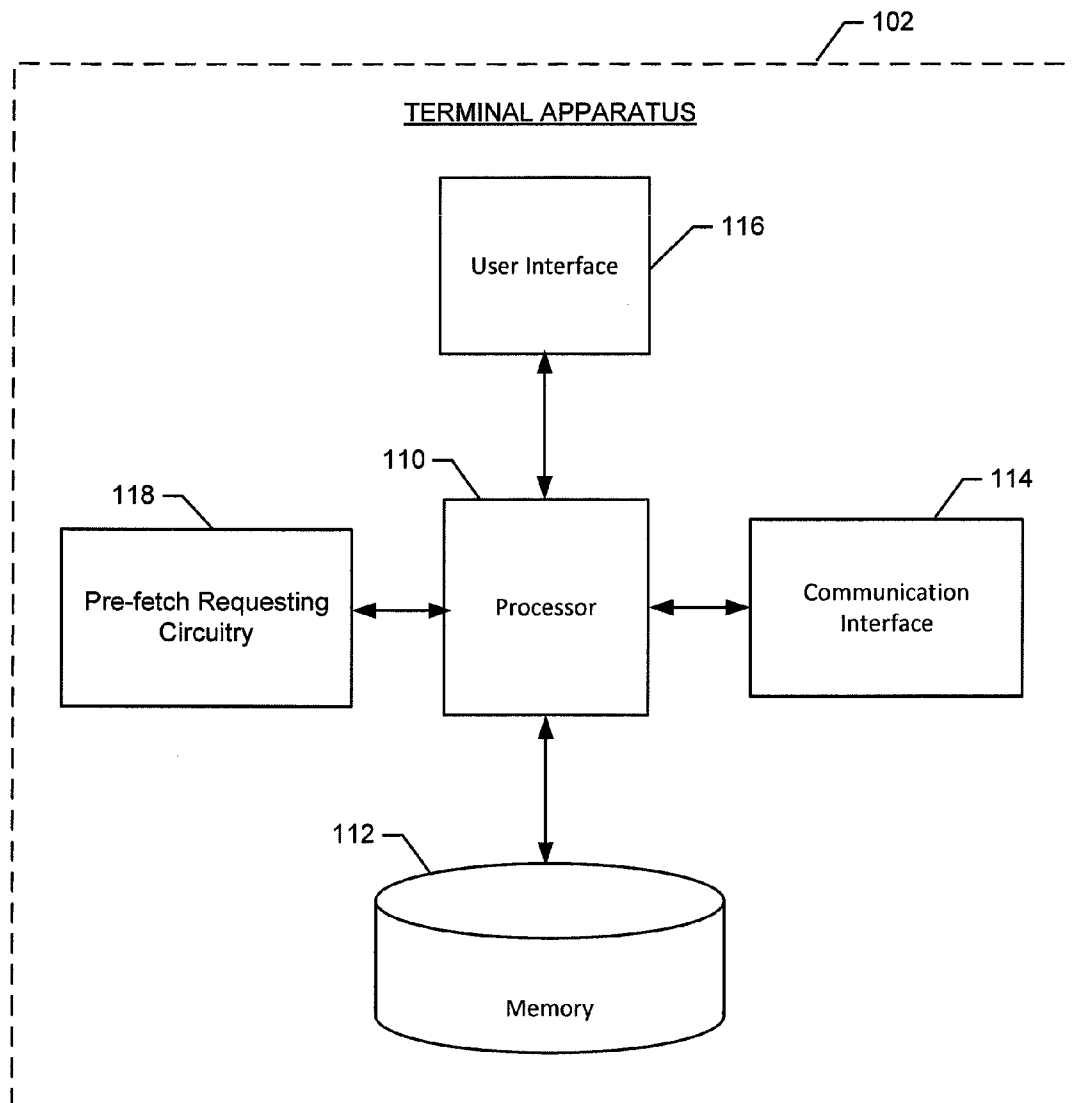 102
TERMINAL APPARATUS
116
User Interface
110
118
114
Pre-fetch Requesting
Circuitry
Processor
Communication
Interface
112
Memory